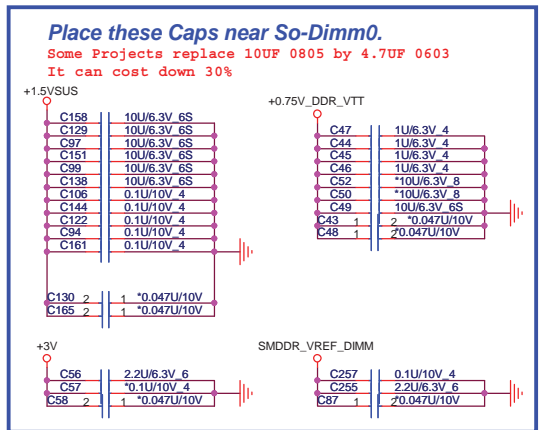 Place these Caps near So-Dimm0.
Some Projects replace 10UF 0805 by 4.7UF 0603
It can cost down 30%
+1.5VSUS
C158 10U/6.3V_6S
C129 10U/6.3V_6S
C97 10U/6.3V_6S
C151 10U/6.3V_6S
C99 10U/6.3V_6S
C138 10U/6.3V_6S
C106 0.1U/10V_4
C144 0.1U/10V_4
C122 0.1U/10V_4
C94 0.1U/10V_4
C161 0.1U/10V_4
C130 2 1 *0.047U/10V
C165 2 1 *0.047U/10V
+0.75V_DDR_VTT
C47 1U/6.3V_4
C44 1U/6.3V_4
C45 1U/6.3V_4
C46 1U/6.3V_4
C52 *10U/6.3V_8
C50 *10U/6.3V_8
C49 10U/6.3V_6S
C43 1 2 *0.047U/10V
C48 1 2 *0.047U/10V
+3V
C56 2.2U/6.3V_6
C57 *0.1U/10V_4
C58 2 1 *0.047U/10V
SMDDR_VREF_DIMM
C257 0.1U/10V_4
C255 2.2U/6.3V_6
C87 1 2 *0.047U/10V